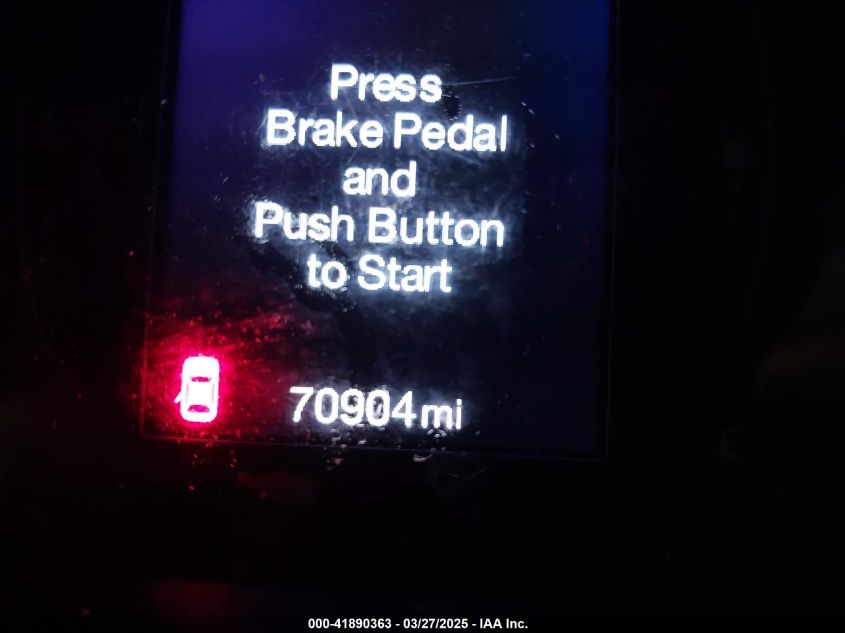 Press
Brake Pedal
and
Push Button
to Start
70904 mi
000-41890363 - 03/27/2025 - IAA Inc.